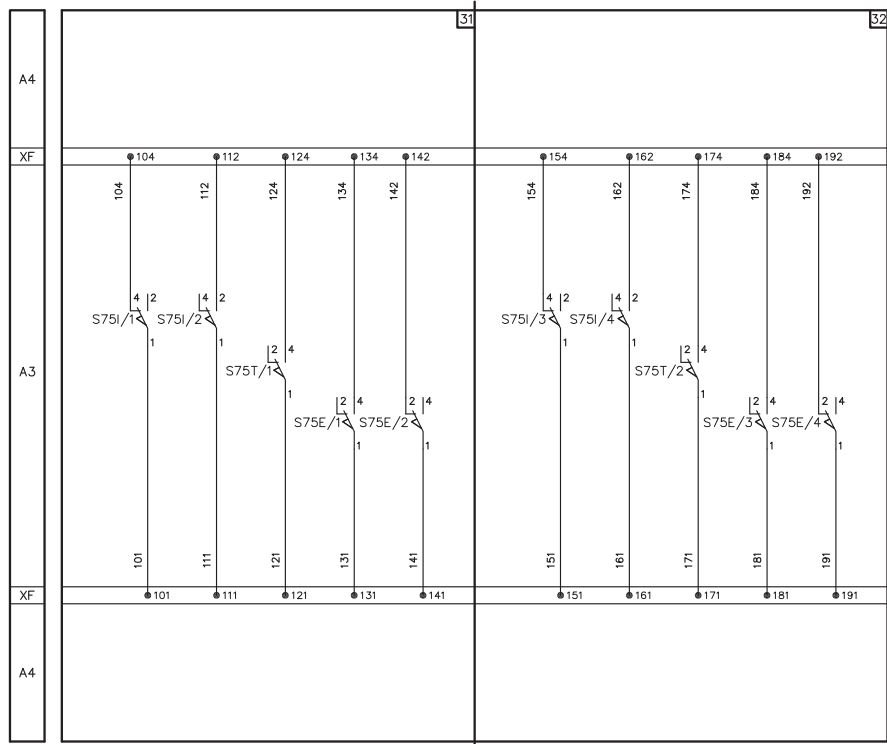 31 32
A4
XF 104 112 124 134 142 154 162 174 184 192
104 112 124 134 142 154 162 174 184 192
4 2 4 2 4 2 4 2
S75I/1 S75I/2 S75I/3 S75I/4
1 1 1 1
2 4 2 4
A3 S75T/1 S75T/2
1 1
2 4 2 4 2 4 2 4
S75E/1 S75E/2 S75E/3 S75E/4
1 1 1 1
101 111 121 131 141 151 161 171 181 191
XF 101 111 121 131 141 151 161 171 181 191
A4